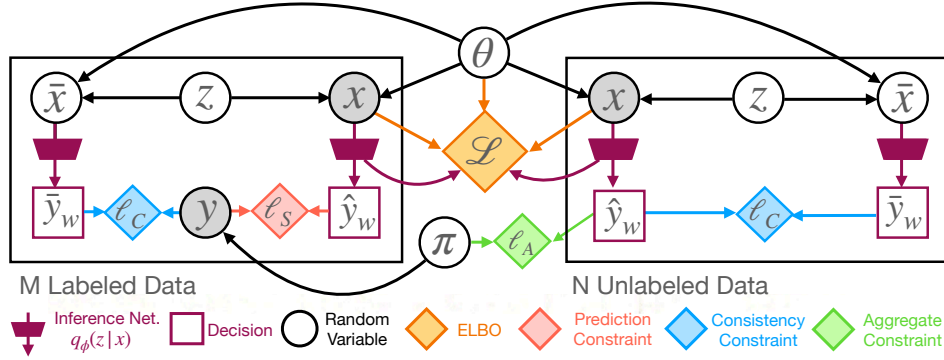 θ
x̄ z x x z x̄
ℒ
ȳ_w ℓ_C y ℓ_S ŷ_w ŷ_w ℓ_C ȳ_w
π ℓ_A
M Labeled Data N Unlabeled Data
Inference Net.
q_ϕ(z|x)
Decision
Random
Variable
ELBO
Prediction
Constraint
Consistency
Constraint
Aggregate
Constraint